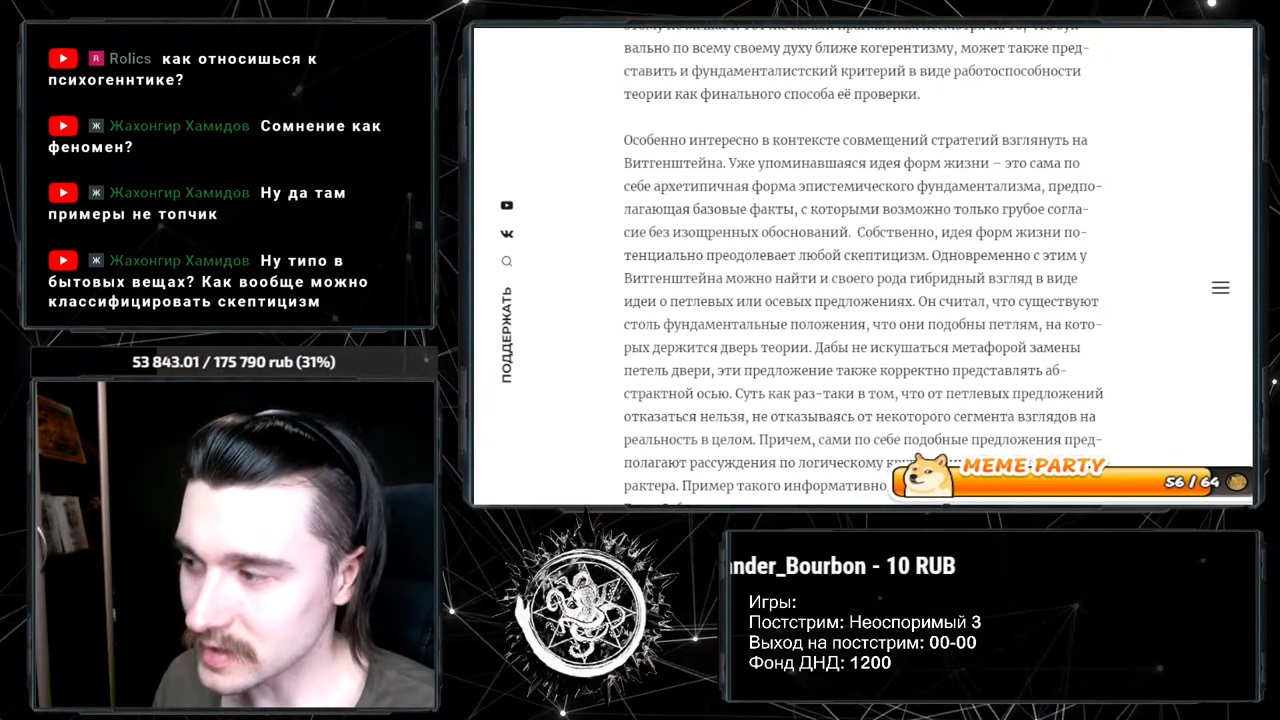 Rolics как относишься к
психогеннтике?
Жахонгир Хамидов Сомнение как
феномен?
Жахонгир Хамидов Ну да там
примеры не топчик
Жахонгир Хамидов Ну типо в
бытовых вещах? Как вообще можно
классифицировать скептицизм
53 843.01 / 175 790 rub (31%)
ПОДДЕРЖАТЬ
вально по всему своему духу ближе когерентизму, может также пред-
ставить и фундаменталистский критерий в виде работоспособности
теории как финального способа её проверки.
Особенно интересно в контексте совмещений стратегий взглянуть на
Витгенштейна. Уже упоминавшаяся идея форм жизни – это сама по
себе архетипичная форма эпистемического фундаментализма, предпо-
лагающая базовые факты, с которыми возможно только грубое согла-
сие без изощренных обоснований. Собственно, идея форм жизни по-
тенциально преодолевает любой скептицизм. Одновременно с этим у
Витгенштейна можно найти и своего рода гибридный взгляд в виде
идеи о петлевых или осевых предложениях. Он считал, что существуют
столь фундаментальные положения, что они подобны петлям, на кото-
рых держится дверь теории. Дабы не искушаться метафорой замены
петель двери, эти предложение также корректно представлять аб-
страктной осью. Суть как раз-таки в том, что от петлевых предложений
отказаться нельзя, не отказываясь от некоторого сегмента взглядов на
реальность в целом. Причем, сами по себе подобные предложения пред-
полагают рассуждения по логическому
рактера. Пример такого информативно
MEME PARTY
56 / 64
ander_Bourbon - 10 RUB
Игры:
Постстрим: Неоспоримый 3
Выход на постстрим: 00-00
Фонд ДНД: 1200